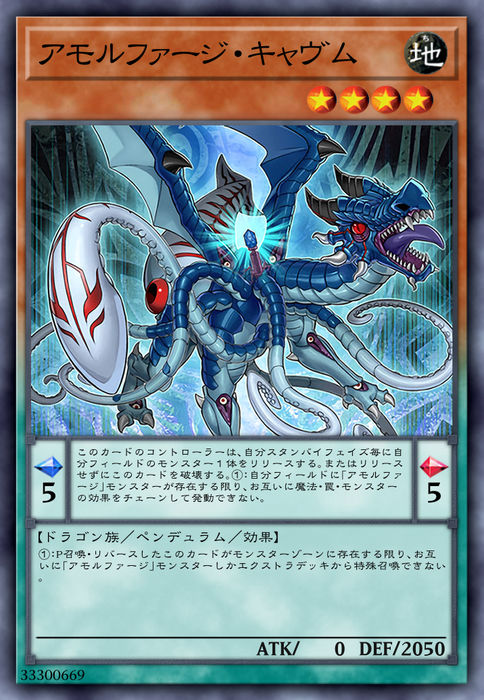 アモルファージ・キャヴム
ち
地
このカードのコントローラーは、自分スタンバイフェイズ毎に自
分フィールドのモンスター１体をリリースする。またはリリース
せずにこのカードを破壊する。①：自分フィールドに「アモルファ
ージ」モンスターが存在する限り、お互いに魔法・罠・モンスター
の効果をチェーンして発動できない。
5
5
【ドラゴン族／ペンデュラム／効果】
①：P召喚・リバースしたこのカードがモンスターゾーンに存在する限り、お互
いに「アモルファージ」モンスターしかエクストラデッキから特殊召喚できない
。
ATK/ 0 DEF/2050
33300669